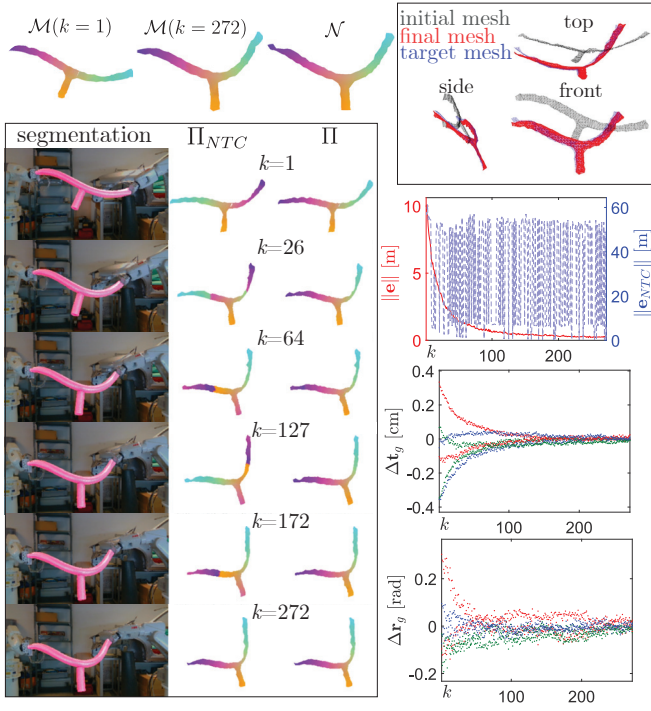 M(k = 1) M(k = 272) N
initial mesh
final mesh
target mesh
top
side front
segmentation Π_NTC Π
k=1
k=26
k=64
k=127
k=172
k=272
10
5
0
||e|| [m]
60
40
20
0
||e_NTC|| [m]
k 100 200
0.4
0.2
0
-0.2
-0.4
Δt_g [cm]
k 100 200
0.2
0
-0.2
Δr_g [rad]
k 100 200